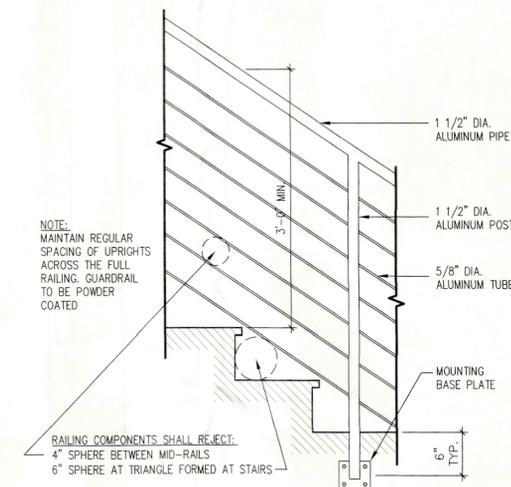 1 1/2" DIA.
ALUMINUM PIPE
3'-0" MIN.
1 1/2" DIA.
ALUMINUM POST
NOTE:
MAINTAIN REGULAR
SPACING OF UPRIGHTS
ACROSS THE FULL
RAILING. GUARDRAIL
TO BE POWDER
COATED
5/8" DIA.
ALUMINUM TUBE
MOUNTING
BASE PLATE
RAILING COMPONENTS SHALL REJECT:
4" SPHERE BETWEEN MID-RAILS
6" SPHERE AT TRIANGLE FORMED AT STAIRS
6"
TYP.